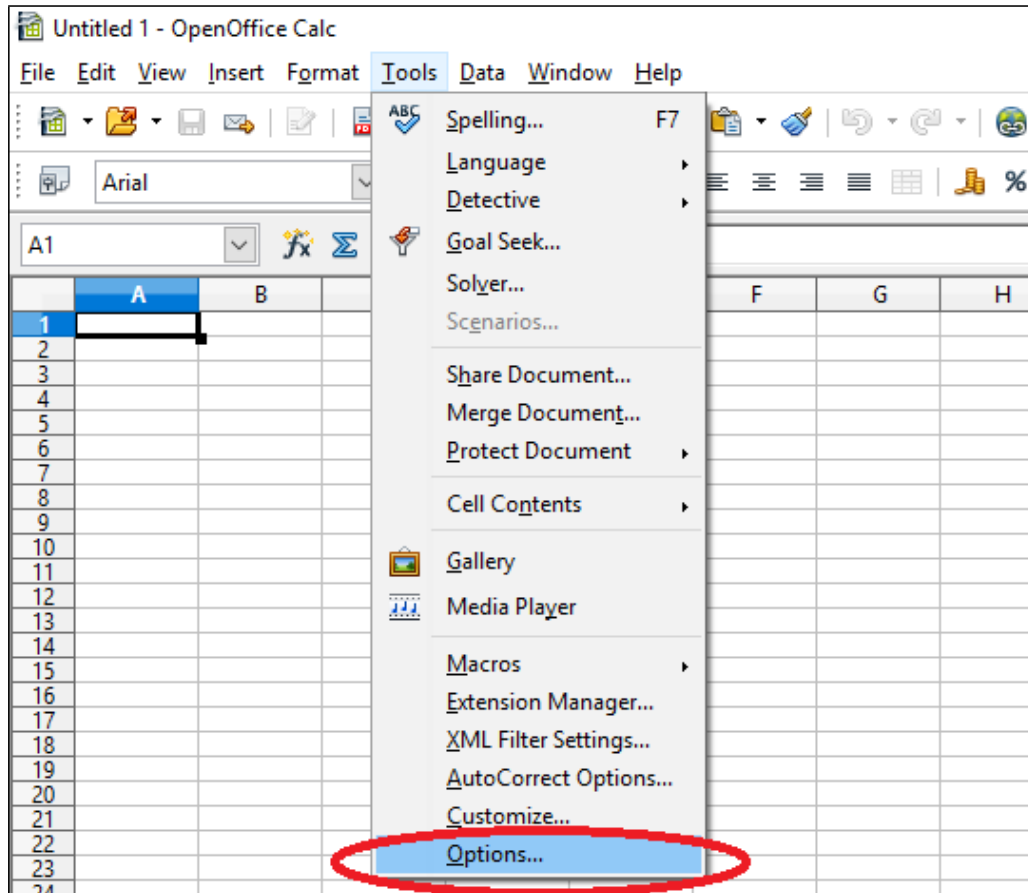 Untitled 1 - OpenOffice Calc
File Edit View Insert Format Tools Data Window Help
ABC Spelling... F7
PDF
Language
Arial
%
Detective
A1
Goal Seek...
Solver...
A B F G H
Scenarios...
1
2
3
Share Document...
4
Merge Document...
5
6
Protect Document
7
8
Cell Contents
9
10
Gallery
11
12
Media Player
13
14
15
Macros
16
Extension Manager...
17
18
XML Filter Settings...
19
AutoCorrect Options...
20
21
Customize...
22
Options...
23
24